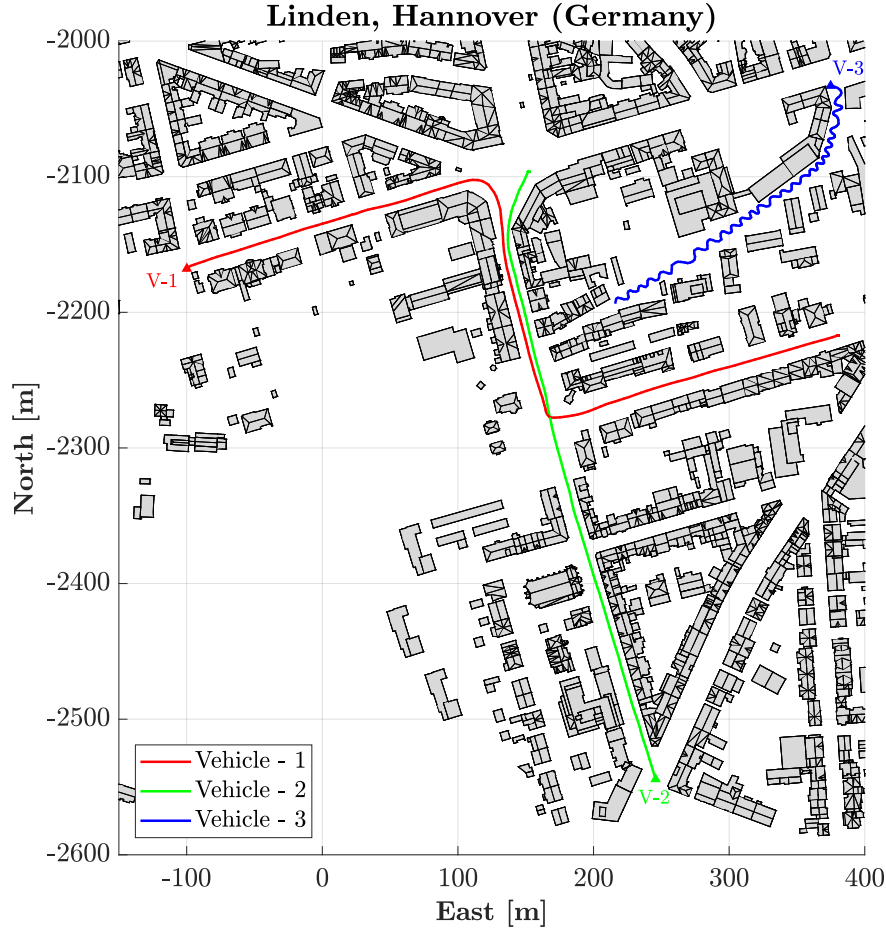 Linden, Hannover (Germany)
-2000
V-3
-2100
V-1
-2200
North [m]
-2300
-2400
-2500
Vehicle - 1
Vehicle - 2
V-2
Vehicle - 3
-2600
-100
0
100
200
300
400
East [m]